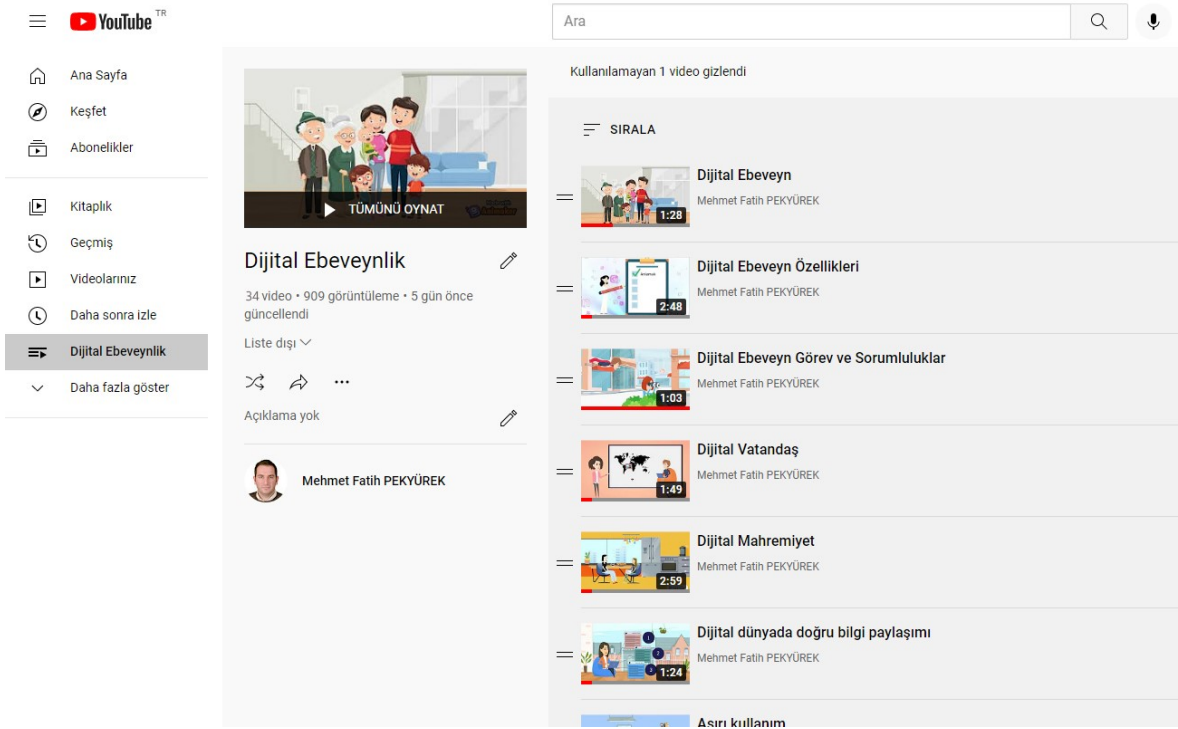 YouTube TR
Ara
Ana Sayfa
Keşfet
Abonelikler
Kitaplık
Geçmiş
Videolarınız
Daha sonra izle
Dijital Ebeveynlik
Daha fazla göster
TÜMÜNÜ OYNAT
Dijital Ebeveynlik
34 video • 909 görüntüleme • 5 gün önce
güncellendi
Liste dışı
Açıklama yok
Mehmet Fatih PEKYÜREK
Kullanılamayan 1 video gizlendi
SIRALA
Dijital Ebeveyn
Mehmet Fatih PEKYÜREK
1:28
Dijital Ebeveyn Özellikleri
Mehmet Fatih PEKYÜREK
2:48
Dijital Ebeveyn Görev ve Sorumluluklar
Mehmet Fatih PEKYÜREK
1:03
Dijital Vatandaş
Mehmet Fatih PEKYÜREK
1:49
Dijital Mahremiyet
Mehmet Fatih PEKYÜREK
2:59
Dijital dünyada doğru bilgi paylaşımı
Mehmet Fatih PEKYÜREK
1:24
Aşırı kullanım